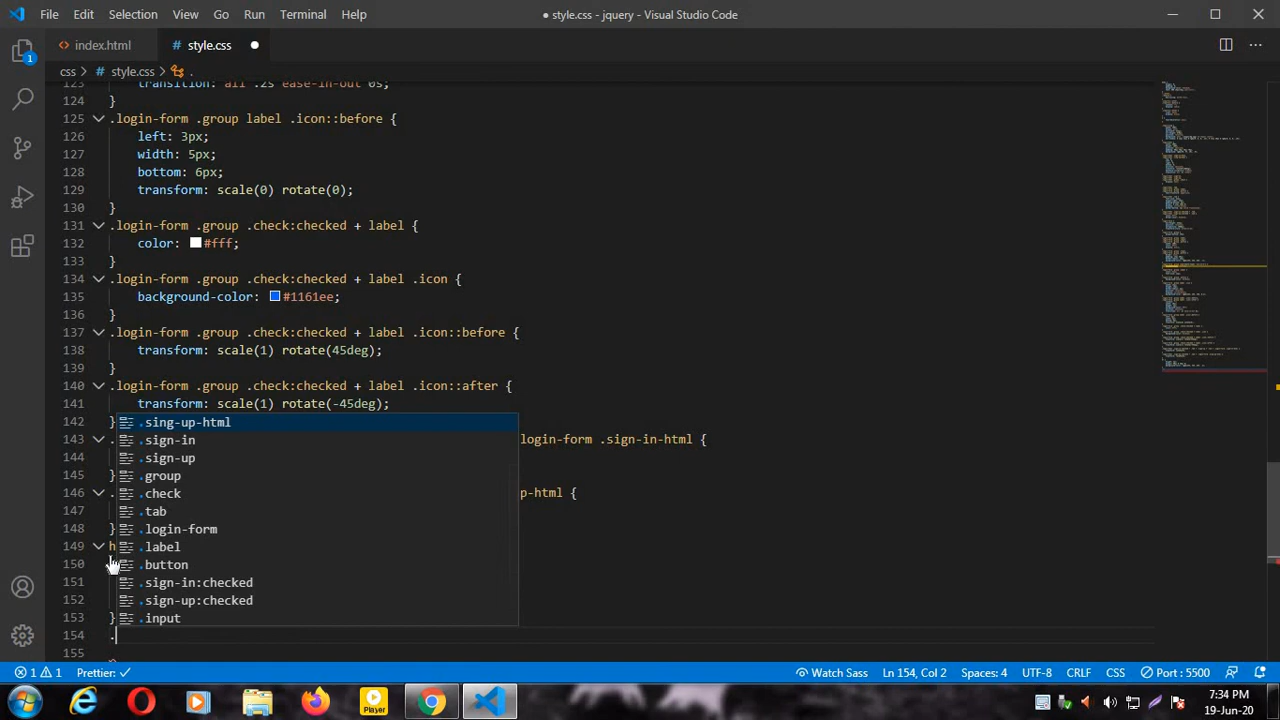 File Edit Selection View Go Run Terminal Help
● style.css - jquery - Visual Studio Code
index.html
# style.css
css > # style.css > .
123 transition: all .2s ease-in-out 0s;
124 }
125 .login-form .group label .icon::before {
126 left: 3px;
127 width: 5px;
128 bottom: 6px;
129 transform: scale(0) rotate(0);
130 }
131 .login-form .group .check:checked + label {
132 color: #fff;
133 }
134 .login-form .group .check:checked + label .icon {
135 background-color: #1161ee;
136 }
137 .login-form .group .check:checked + label .icon::before {
138 transform: scale(1) rotate(45deg);
139 }
140 .login-form .group .check:checked + label .icon::after {
141 transform: scale(1) rotate(-45deg);
142 }
.sing-up-html
143 . login-form .sign-in-html {
.sign-in
144
.sign-up
145 }
.group
146 . p-html {
.check
147
.tab
148 }
.login-form
149 h
.label
150
.button
151
.sign-in:checked
152
.sign-up:checked
153 }
.input
154 .
155
1 1 Prettier: ✓ Watch Sass Ln 154, Col 2 Spaces: 4 UTF-8 CRLF CSS Port : 5500
Player
7:34 PM
19-Jun-20